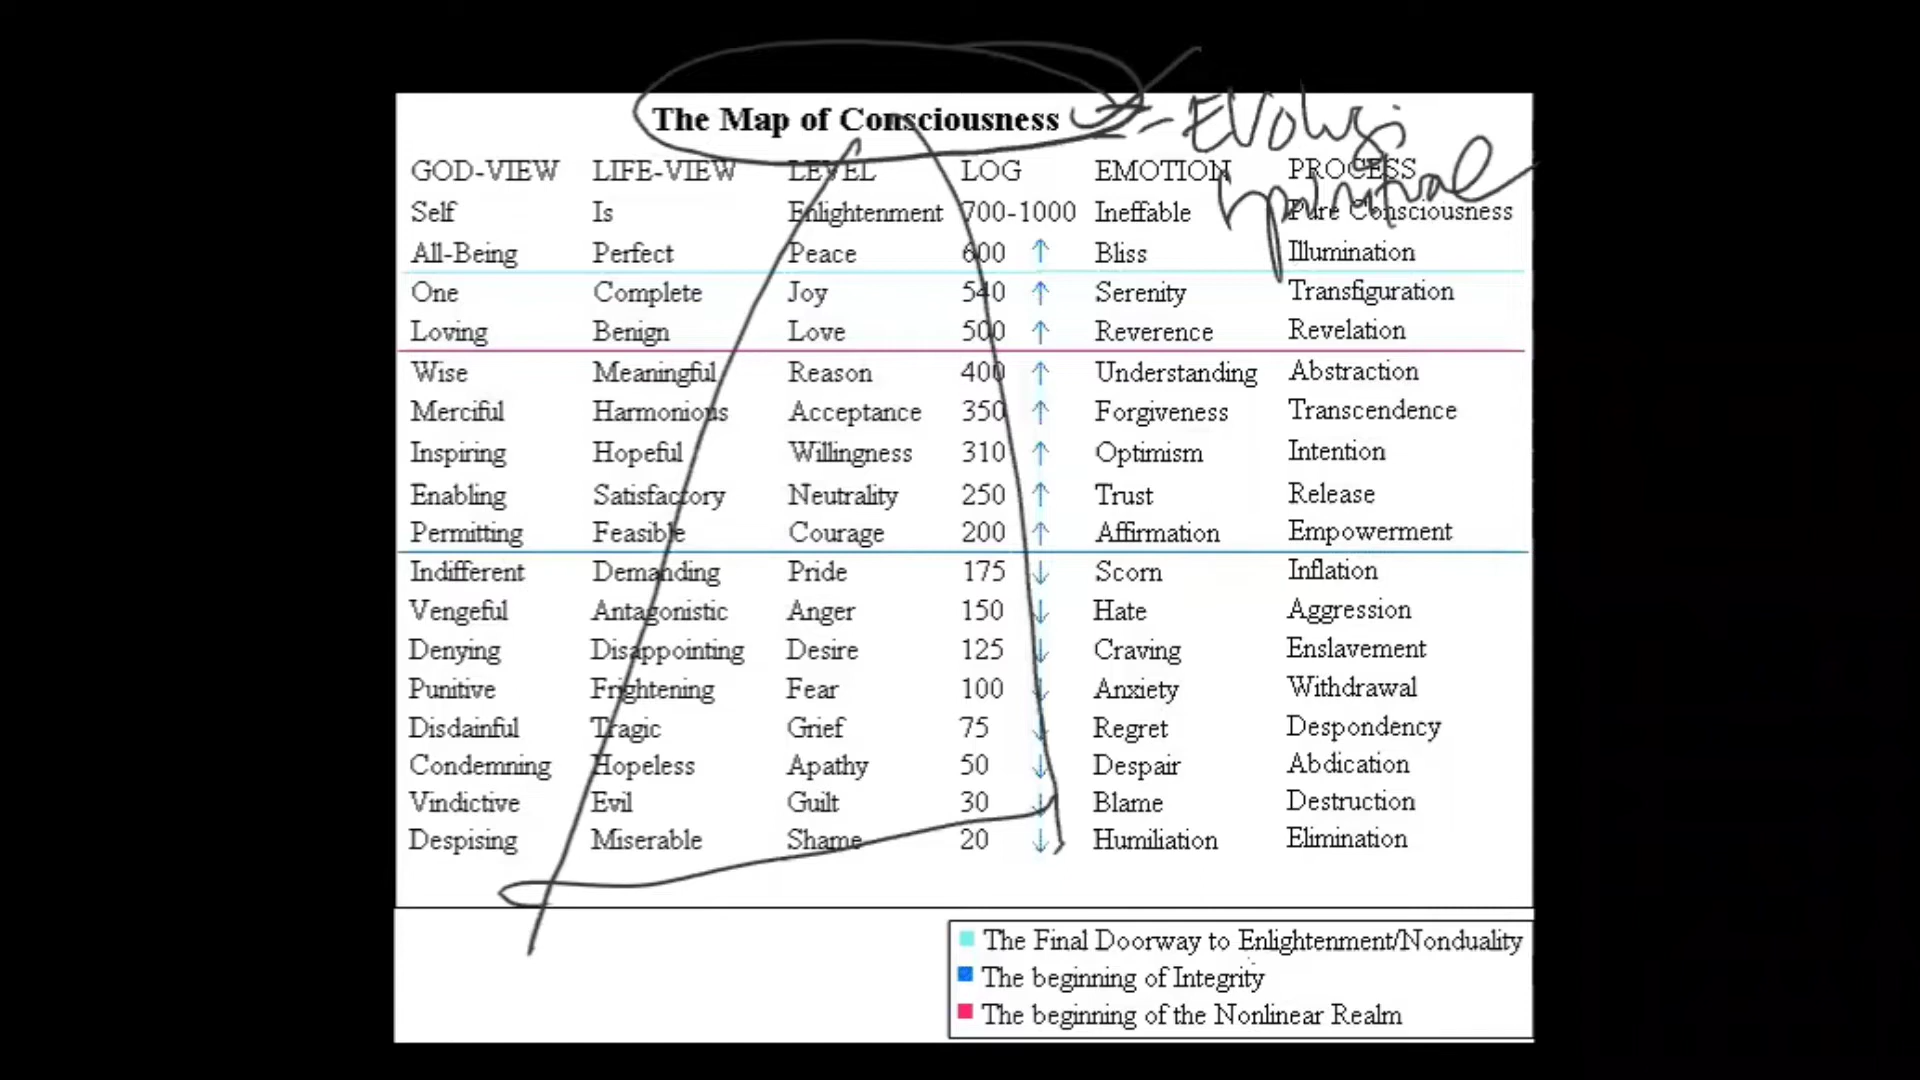 The Map of Consciousness
GOD-VIEW LIFE-VIEW LEVEL LOG EMOTION PROCESS
Self Is Enlightenment 700-1000 Ineffable Pure Consciousness
All-Being Perfect Peace 600 ↑ Bliss Illumination
One Complete Joy 540 ↑ Serenity Transfiguration
Loving Benign Love 500 ↑ Reverence Revelation
Wise Meaningful Reason 400 ↑ Understanding Abstraction
Merciful Harmonious Acceptance 350 ↑ Forgiveness Transcendence
Inspiring Hopeful Willingness 310 ↑ Optimism Intention
Enabling Satisfactory Neutrality 250 ↑ Trust Release
Permitting Feasible Courage 200 ↑ Affirmation Empowerment
Indifferent Demanding Pride 175 ↓ Scorn Inflation
Vengeful Antagonistic Anger 150 ↓ Hate Aggression
Denying Disappointing Desire 125 ↓ Craving Enslavement
Punitive Frightening Fear 100 ↓ Anxiety Withdrawal
Disdainful Tragic Grief 75 ↓ Regret Despondency
Condemning Hopeless Apathy 50 ↓ Despair Abdication
Vindictive Evil Guilt 30 ↓ Blame Destruction
Despising Miserable Shame 20 ↓ Humiliation Elimination
The Final Doorway to Enlightenment/Nonduality
The beginning of Integrity
The beginning of the Nonlinear Realm